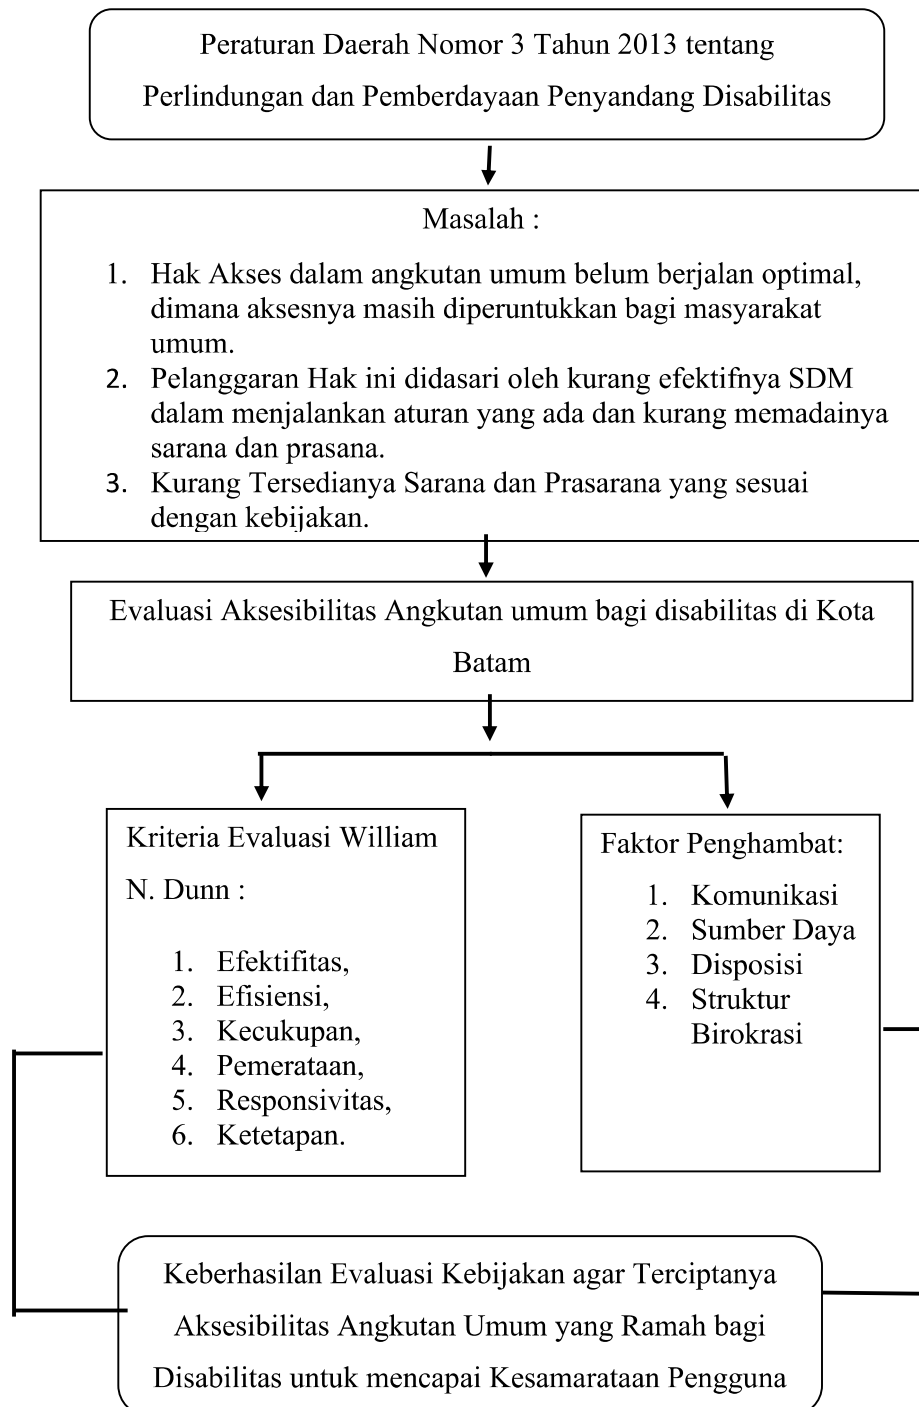 Peraturan Daerah Nomor 3 Tahun 2013 tentang
Perlindungan dan Pemberdayaan Penyandang Disabilitas
Masalah :
1. Hak Akses dalam angkutan umum belum berjalan optimal,
dimana aksesnya masih diperuntukkan bagi masyarakat
umum.
2. Pelanggaran Hak ini didasari oleh kurang efektifnya SDM
dalam menjalankan aturan yang ada dan kurang memadainya
sarana dan prasana.
3. Kurang Tersedianya Sarana dan Prasarana yang sesuai
dengan kebijakan.
Evaluasi Aksesibilitas Angkutan umum bagi disabilitas di Kota
Batam
Kriteria Evaluasi William
N. Dunn :
1. Efektifitas,
2. Efisiensi,
3. Kecukupan,
4. Pemerataan,
5. Responsivitas,
6. Ketetapan.
Faktor Penghambat:
1. Komunikasi
2. Sumber Daya
3. Disposisi
4. Struktur
Birokrasi
Keberhasilan Evaluasi Kebijakan agar Terciptanya
Aksesibilitas Angkutan Umum yang Ramah bagi
Disabilitas untuk mencapai Kesamarataan Pengguna